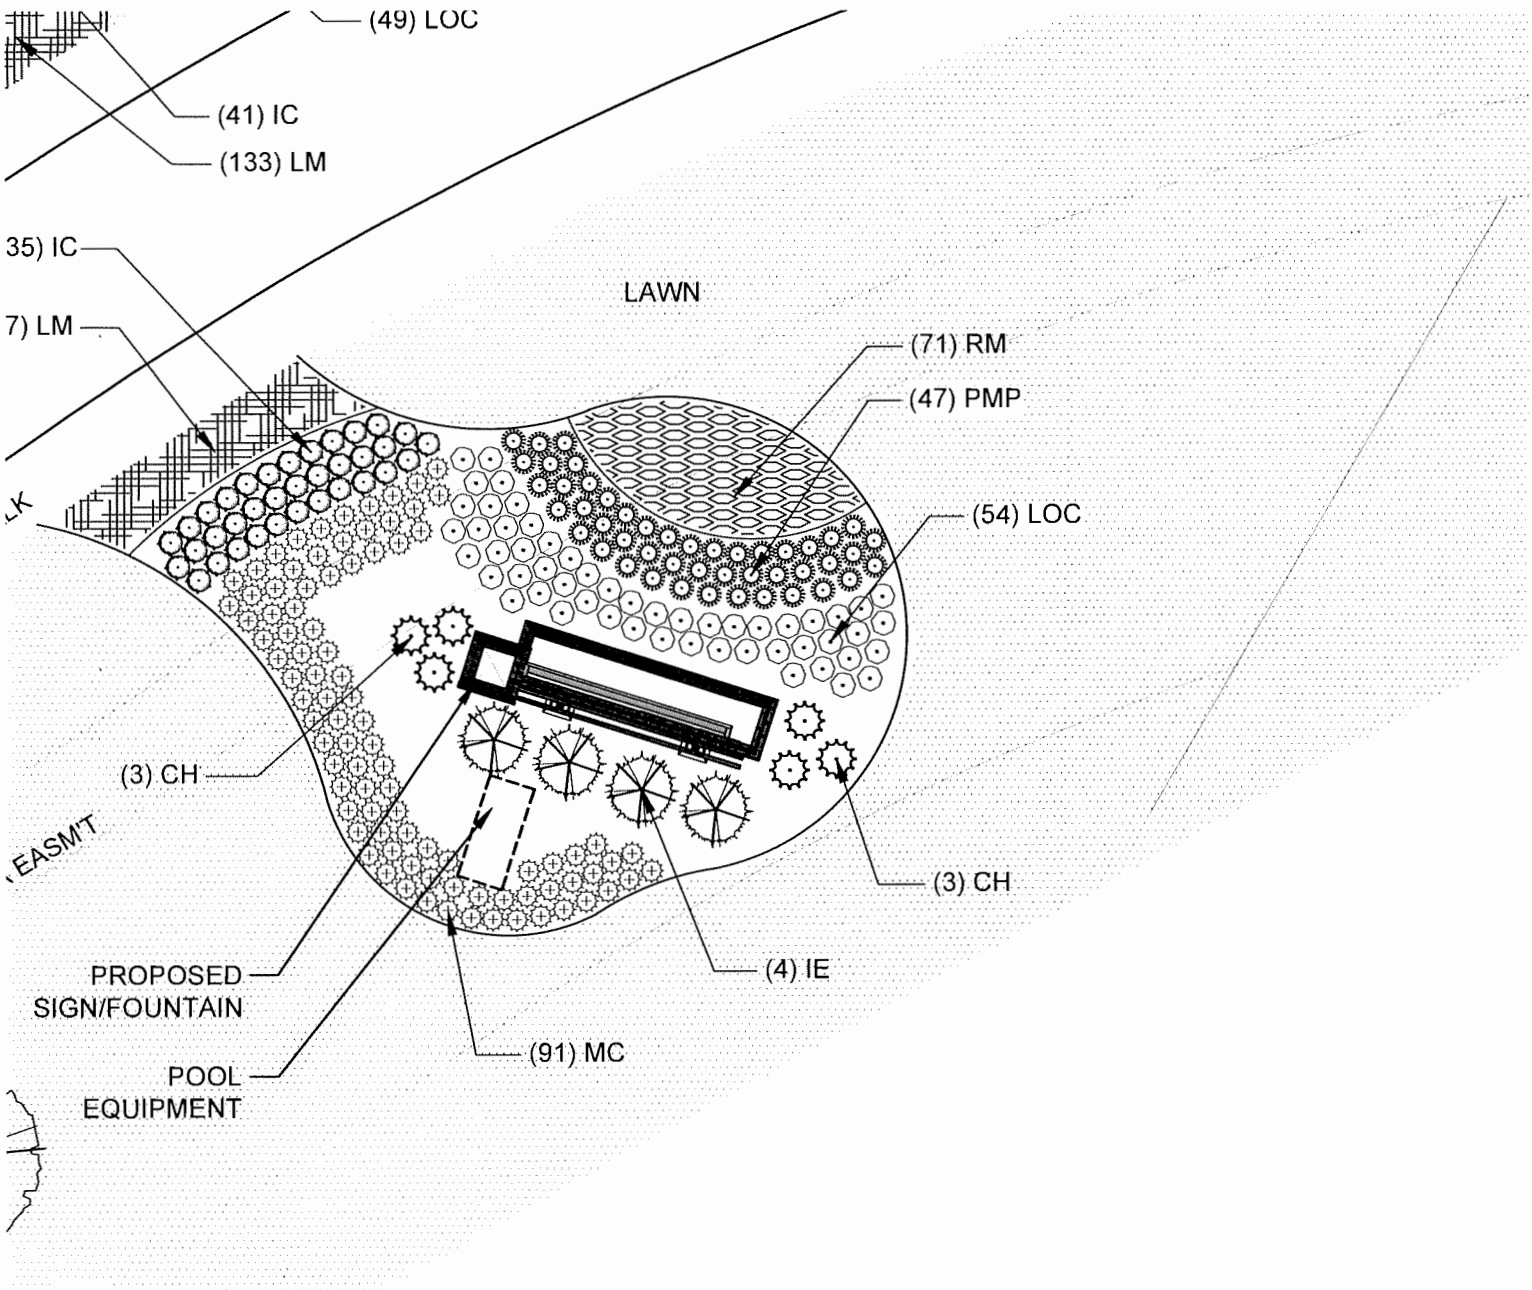 (49) LOC
(41) IC
(133) LM
35) IC
7) LM
LAWN
(71) RM
(47) PMP
(54) LOC
LK
(3) CH
EASM'T
(3) CH
PROPOSED
SIGN/FOUNTAIN
(4) IE
(91) MC
POOL
EQUIPMENT